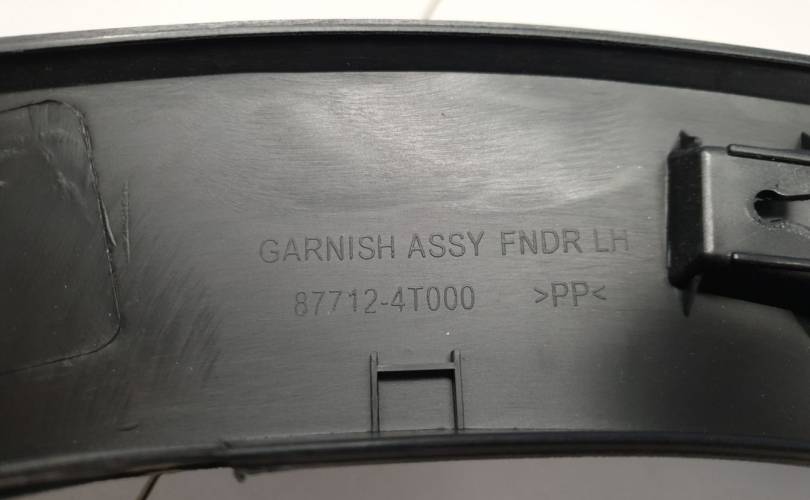 GARNISH ASSY FNDR LH
87712-4T000 >PP<